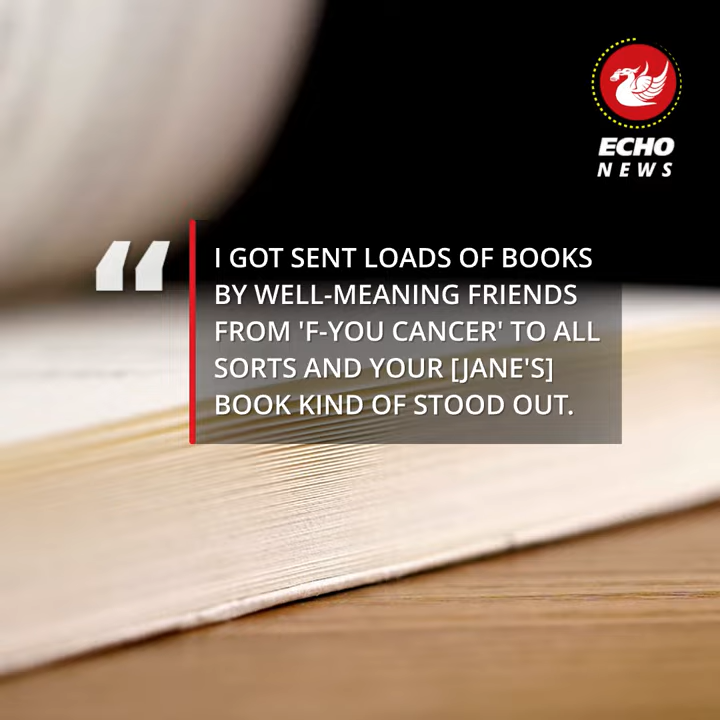 ECHO
NEWS
“
I GOT SENT LOADS OF BOOKS
BY WELL-MEANING FRIENDS
FROM 'F-YOU CANCER' TO ALL
SORTS AND YOUR [JANE'S]
BOOK KIND OF STOOD OUT.